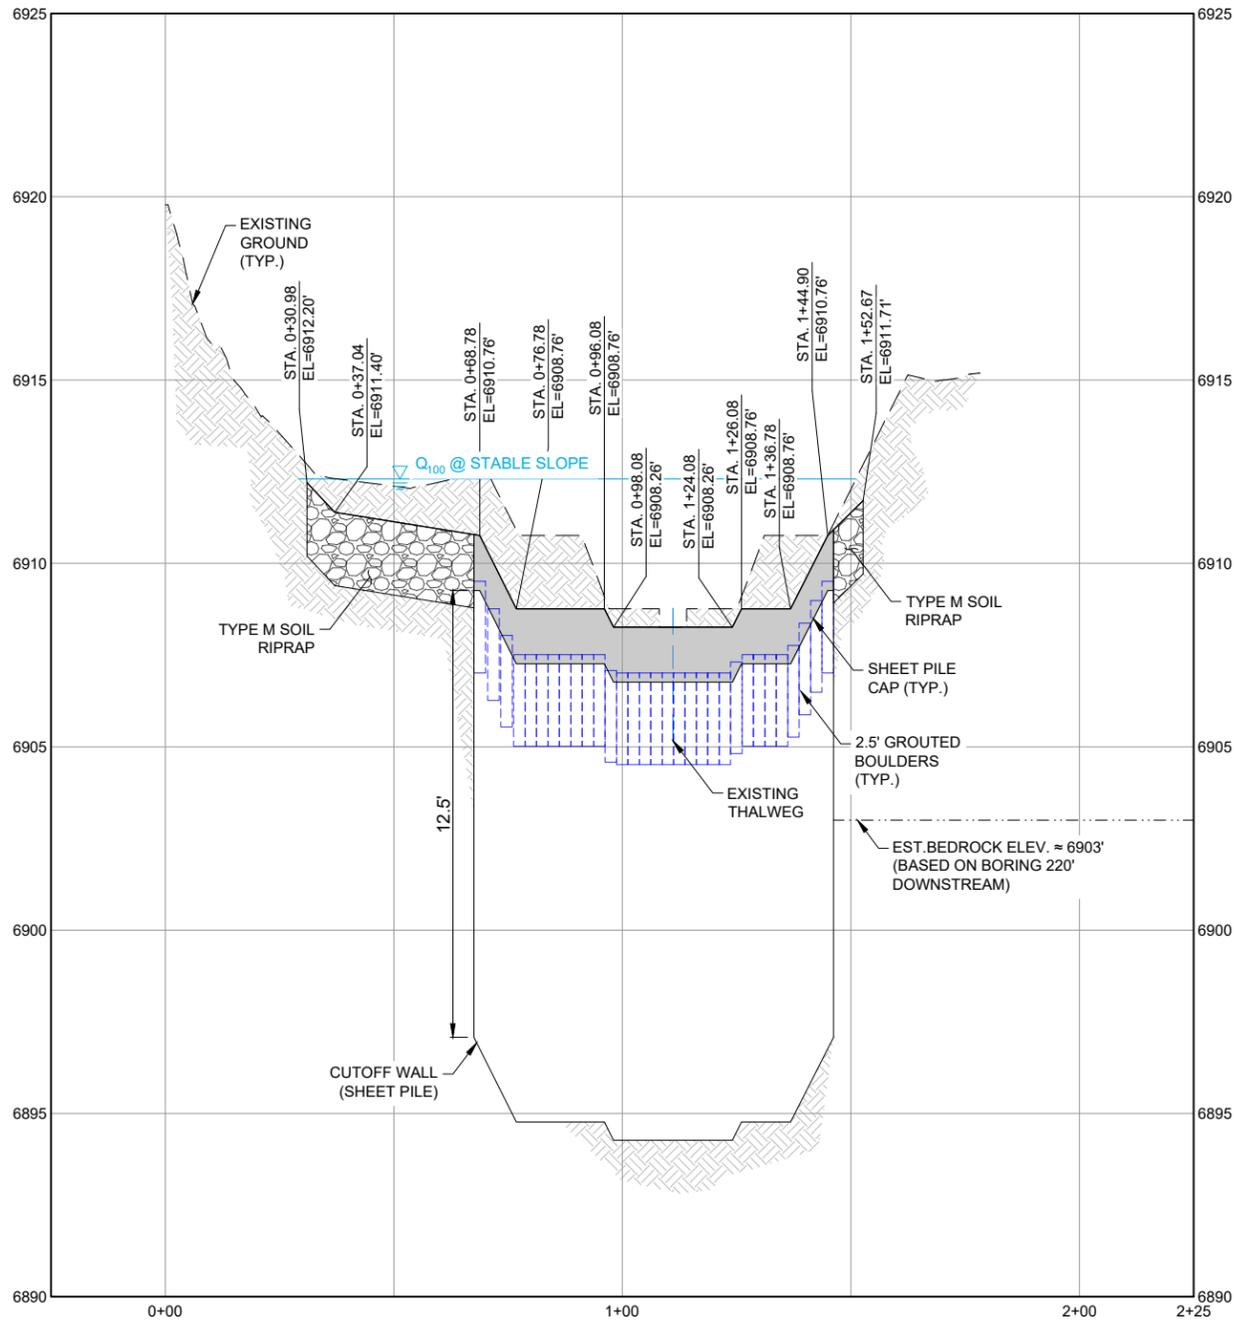 6925
6925
6920
6920
EXISTING
GROUND
(TYP.)
STA. 0+30.98
EL=6912.20'
STA. 0+37.04
EL=6911.40'
STA. 0+68.78
EL=6910.76'
STA. 0+76.78
EL=6908.76'
STA. 0+96.08
EL=6908.76'
STA. 0+98.08
EL=6908.26'
STA. 1+24.08
EL=6908.26'
STA. 1+26.08
EL=6908.76'
STA. 1+36.78
EL=6908.76'
STA. 1+44.90
EL=6910.76'
STA. 1+52.67
EL=6911.71'
6915
6915
Q100 @ STABLE SLOPE
6910
6910
TYPE M SOIL
RIPRAP
TYPE M SOIL
RIPRAP
SHEET PILE
CAP (TYP.)
2.5' GROUTED
BOULDERS
(TYP.)
6905
6905
EXISTING
THALWEG
12.5'
EST.BEDROCK ELEV. ≈ 6903'
(BASED ON BORING 220'
DOWNSTREAM)
6900
6900
CUTOFF WALL
(SHEET PILE)
6895
6895
6890
6890
0+00
1+00
2+00
2+25